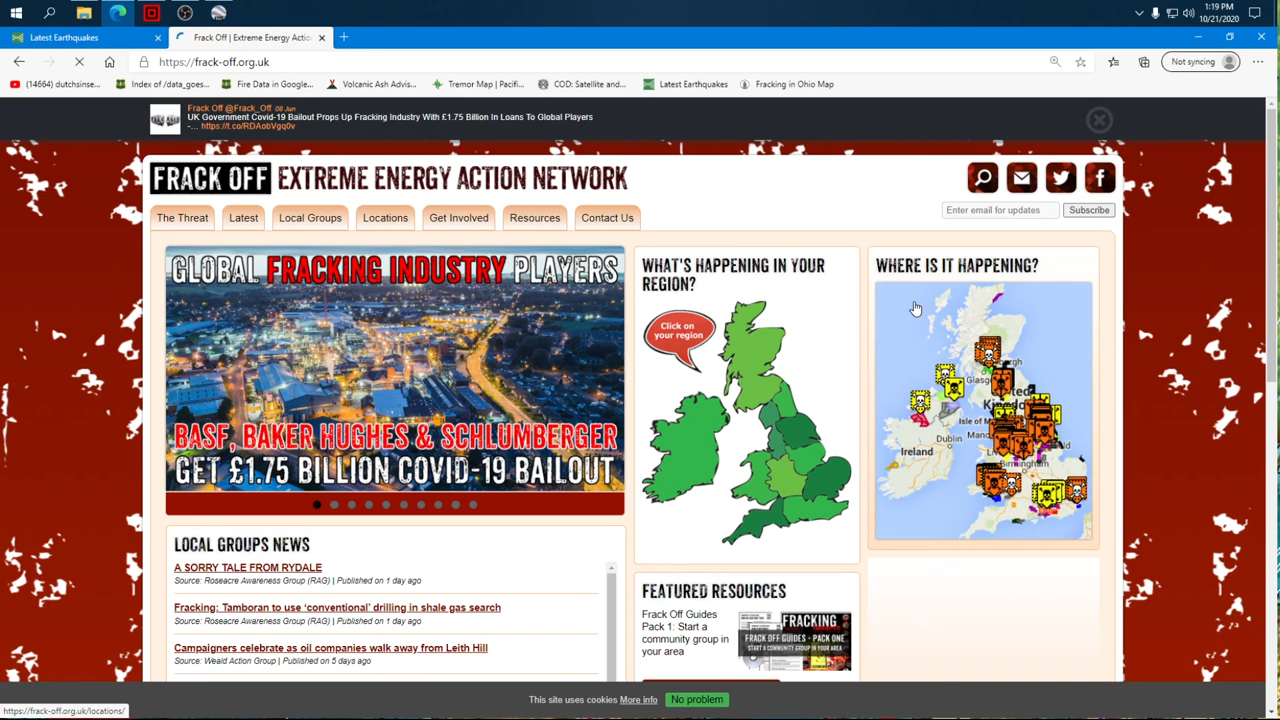 1:19 PM
10/21/2020
Latest Earthquakes
Frack Off | Extreme Energy Actio
https://frack-off.org.uk
Not syncing
(14664) dutchsinse...
Index of /data_goes...
Fire Data in Google...
Volcanic Ash Advis...
Tremor Map | Pacifi...
COD: Satellite and...
Latest Earthquakes
Fracking in Ohio Map
Frack Off @Frack_Off 08 Jun
UK Government Covid-19 Bailout Props Up Fracking Industry With £1.75 Billion In Loans To Global Players
-... https://t.co/RDAobVgq0v
FRACK OFF EXTREME ENERGY ACTION NETWORK
The Threat
Latest
Local Groups
Locations
Get Involved
Resources
Contact Us
Enter email for updates
Subscribe
GLOBAL FRACKING INDUSTRY PLAYERS
BASF, BAKER HUGHES & SCHLUMBERGER
GET £1.75 BILLION COVID-19 BAILOUT
WHAT'S HAPPENING IN YOUR
REGION?
Click on
your region
WHERE IS IT HAPPENING?
Glasg
Isle of M
Dublin
Ireland
Birmingham
LOCAL GROUPS NEWS
A SORRY TALE FROM RYDALE
Source: Roseacre Awareness Group (RAG) | Published on 1 day ago
Fracking: Tamboran to use ‘conventional’ drilling in shale gas search
Source: Roseacre Awareness Group (RAG) | Published on 1 day ago
Campaigners celebrate as oil companies walk away from Leith Hill
Source: Weald Action Group | Published on 5 days ago
FEATURED RESOURCES
Frack Off Guides
Pack 1: Start a
community group in
your area
FRACKING
FRACK OFF GUIDES - PACK ONE
START A COMMUNITY GROUP IN YOUR AREA
This site uses cookies More info
No problem
https://frack-off.org.uk/locations/